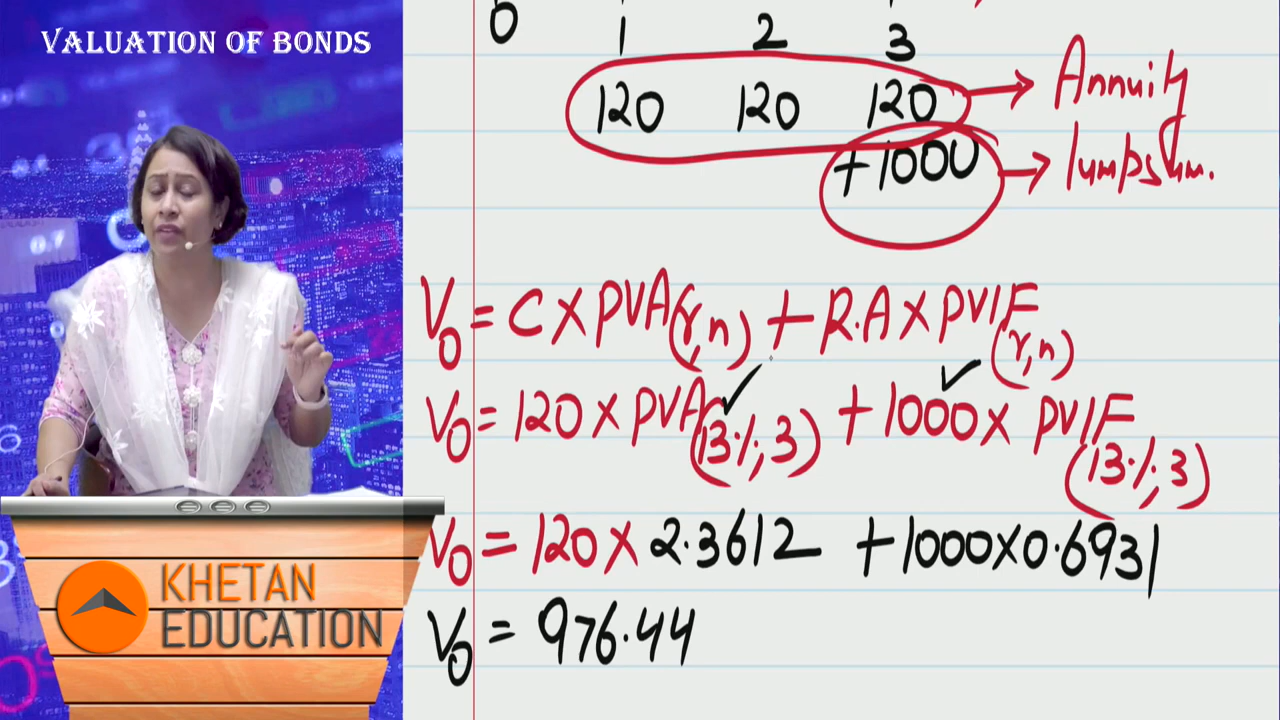 VALUATION OF BONDS
0 1 2 3
120 120 120 → Annuity
+1000 → lumpsum.
V₀ = C × PVA(r,n) + R.A × PVIF(r,n)
V₀ = 120 × PVA(13%,3) + 1000 × PVIF(13%,3)
V₀ = 120 × 2.3612 + 1000×0.6931
V₀ = 976.44
KHETAN
EDUCATION